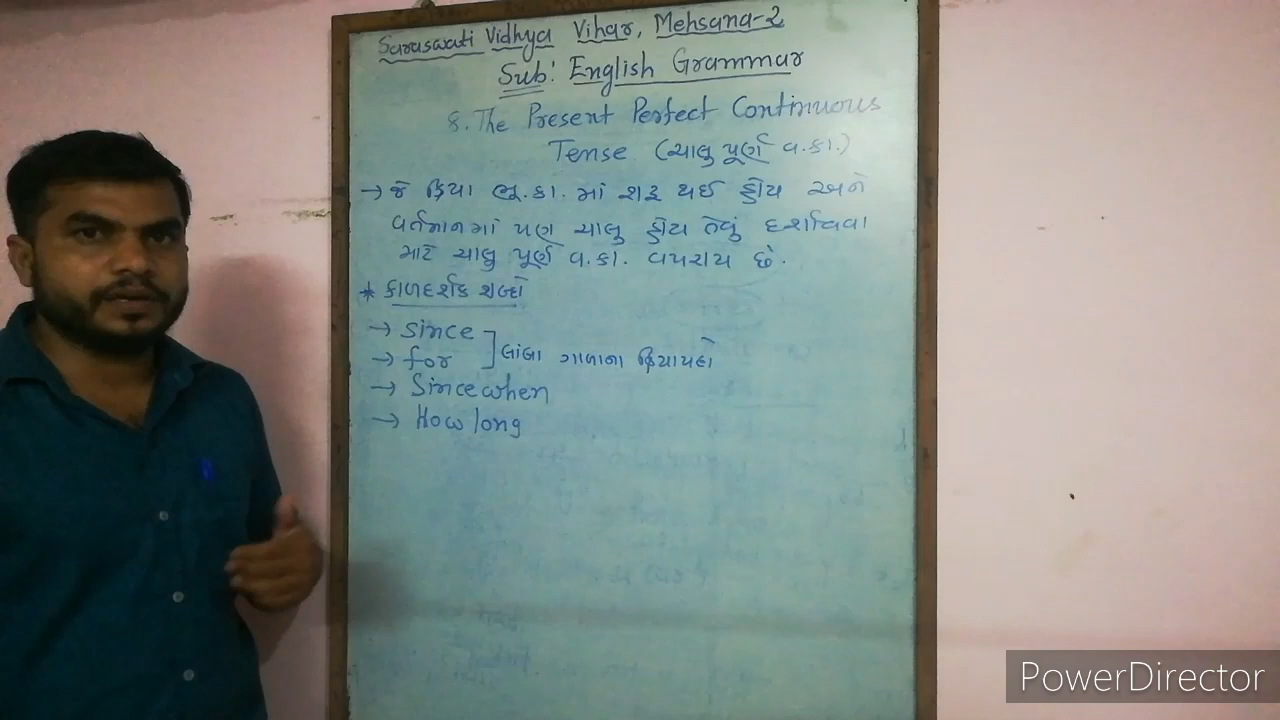 Saraswati Vidhya Vihar, Mehsana-2
Sub: English Grammar
8. The Present Perfect Continuous
Tense (ચાલુ પૂર્ણ વ.કા.)
→ જે ક્રિયા ભૂ.કા. માં શરૂ થઈ હોય અને
વર્તમાનમાં પણ ચાલુ હોય તેવું દર્શાવવા
માટે ચાલુ પૂર્ણ વ.કા. વપરાય છે.
* કાળદર્શક શબ્દો
→ Since
→ for ] લાંબા ગાળાના ક્રિયાપદો
→ Since when
→ How long
PowerDirector